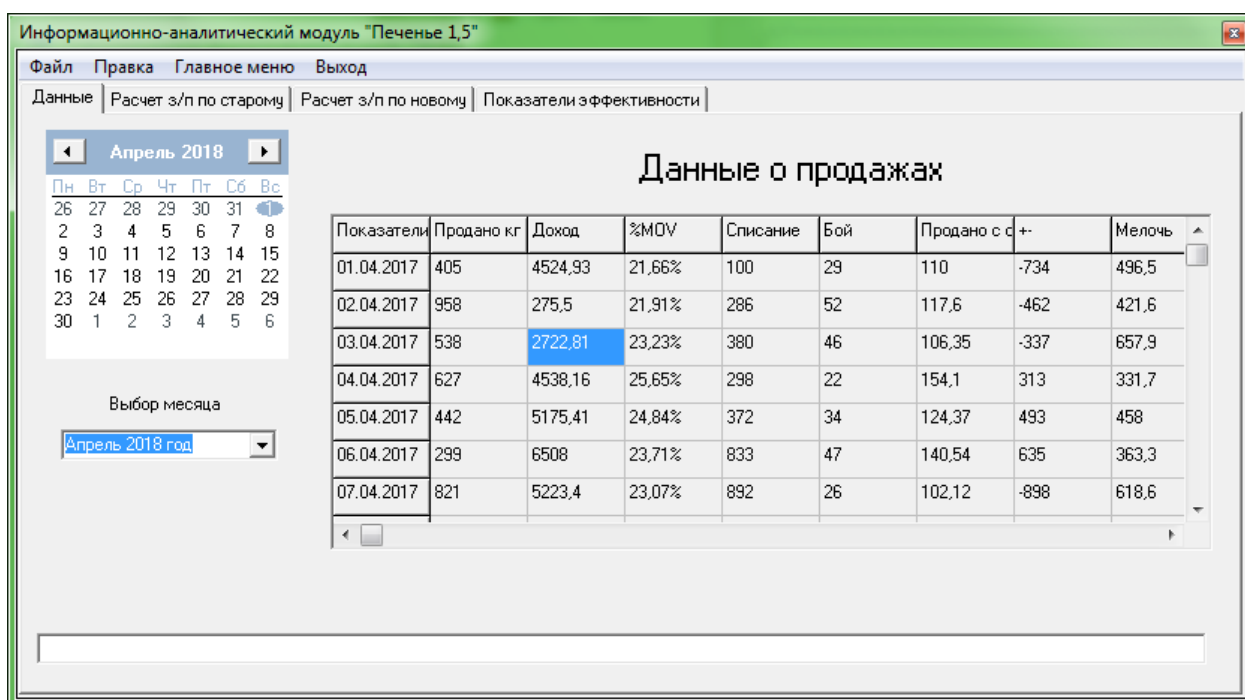 Информационно-аналитический модуль "Печенье 1,5"
Файл Правка Главное меню Выход
Данные Расчет з/п по старому Расчет з/п по новому Показатели эффективности
Апрель 2018
Пн Вт Ср Чт Пт Сб Вс
26 27 28 29 30 31 1
2 3 4 5 6 7 8
9 10 11 12 13 14 15
16 17 18 19 20 21 22
23 24 25 26 27 28 29
30 1 2 3 4 5 6
Выбор месяца
Апрель 2018 год
Данные о продажах
Показатели Продано кг Доход %MOV Списание Бой Продано с +- Мелочь
01.04.2017 405 4524,93 21,66% 100 29 110 -734 496,5
02.04.2017 958 275,5 21,91% 286 52 117,6 -462 421,6
03.04.2017 538 2722,81 23,23% 380 46 106,35 -337 657,9
04.04.2017 627 4538,16 25,65% 298 22 154,1 313 331,7
05.04.2017 442 5175,41 24,84% 372 34 124,37 493 458
06.04.2017 299 6508 23,71% 833 47 140,54 635 363,3
07.04.2017 821 5223,4 23,07% 892 26 102,12 -898 618,6